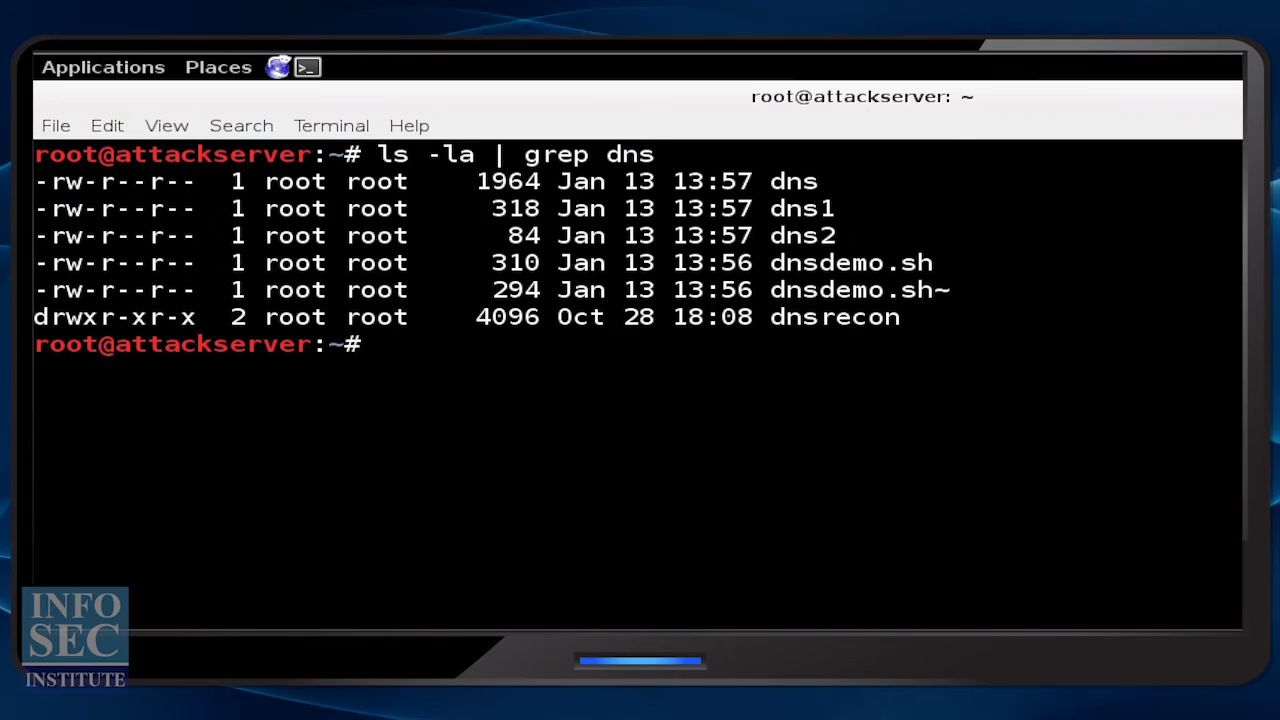 Applications Places
root@attackserver: ~
File Edit View Search Terminal Help
root@attackserver:~# ls -la | grep dns
-rw-r--r-- 1 root root 1964 Jan 13 13:57 dns
-rw-r--r-- 1 root root 318 Jan 13 13:57 dns1
-rw-r--r-- 1 root root 84 Jan 13 13:57 dns2
-rw-r--r-- 1 root root 310 Jan 13 13:56 dnsdemo.sh
-rw-r--r-- 1 root root 294 Jan 13 13:56 dnsdemo.sh~
drwxr-xr-x 2 root root 4096 Oct 28 18:08 dnsrecon
root@attackserver:~#
INFO
SEC
INSTITUTE